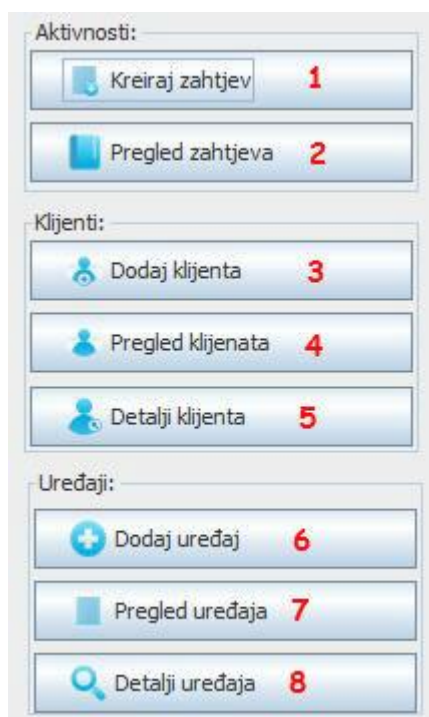 Aktivnosti:
Kreiraj zahtjev 1
Pregled zahtjeva 2
Klijenti:
Dodaj klijenta 3
Pregled klijenata 4
Detalji klijenta 5
Uređaji:
Dodaj uređaj 6
Pregled uređaja 7
Detalji uređaja 8